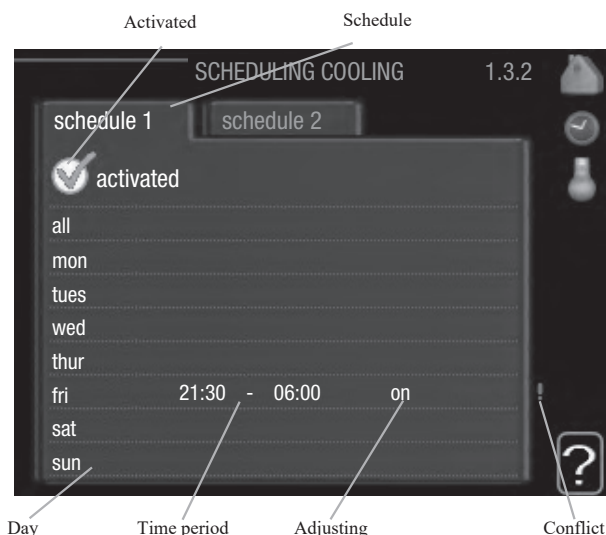 Activated Schedule
SCHEDULING COOLING 1.3.2
schedule 1 schedule 2
activated
all
mon
tues
wed
thur
fri 21:30 - 06:00 on !
sat
sun
?
Day Time period Adjusting Conflict